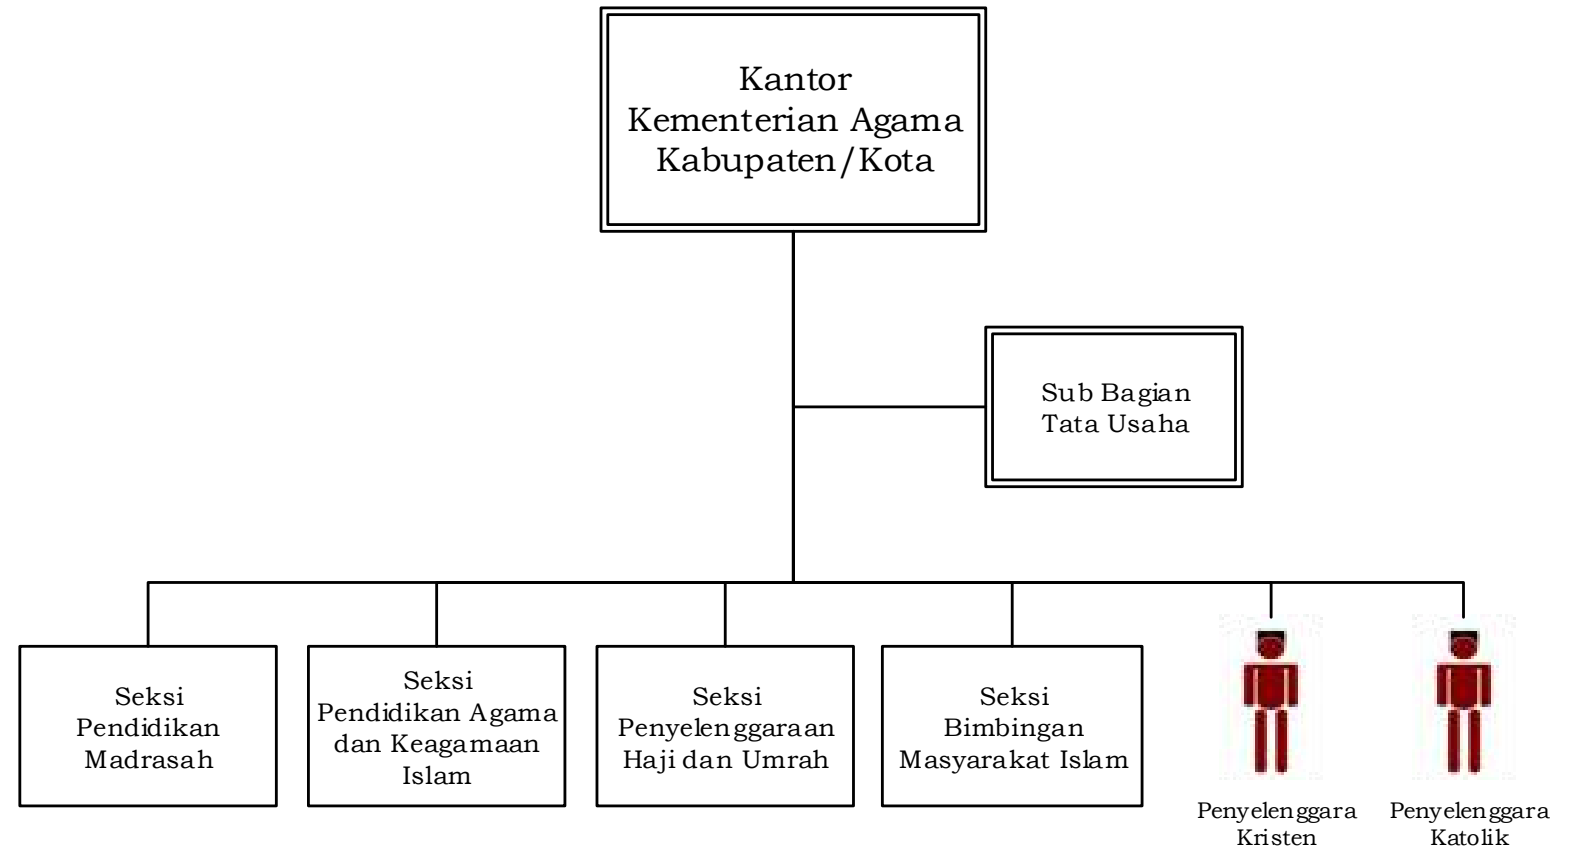 Kantor
Kementerian Agama
Kabupaten/Kota
Sub Bagian
Tata Usaha
Seksi
Pendidikan
Madrasah
Seksi
Pendidikan Agama
dan Keagamaan
Islam
Seksi
Penyelenggaraan
Haji dan Umrah
Seksi
Bimbingan
Masyarakat Islam
Penyelenggara
Kristen
Penyelenggara
Katolik